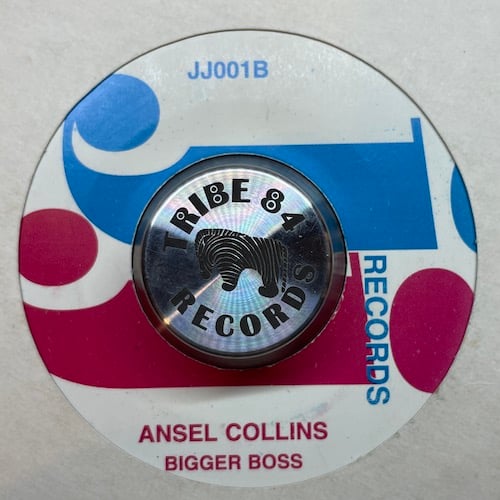 JJ001B
TRIBE 84
RECORDS
RECORDS
ANSEL COLLINS
BIGGER BOSS